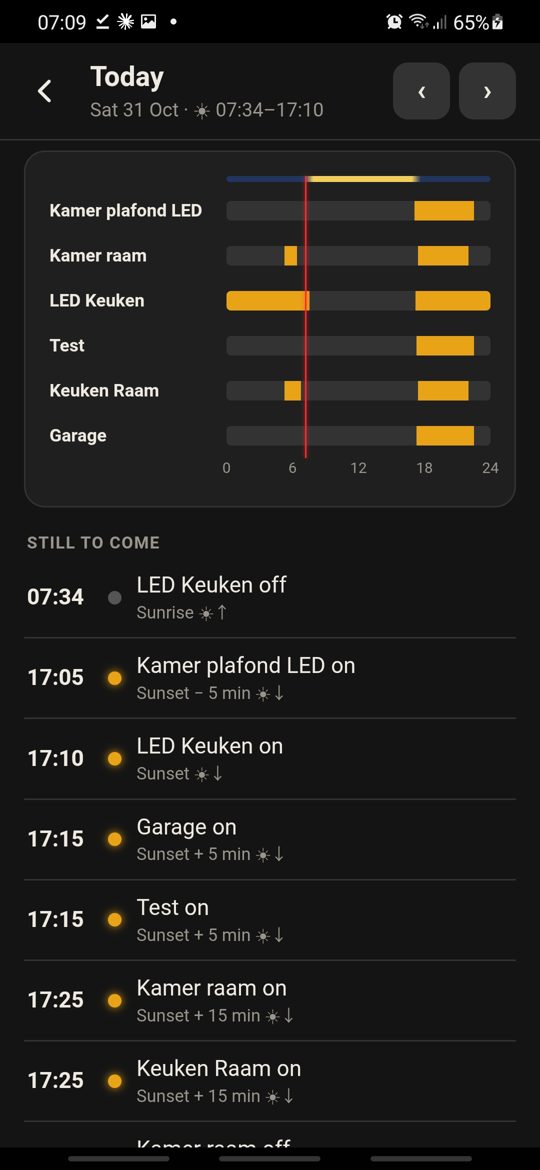 07:09 65%
Today
Sat 31 Oct · ☀ 07:34–17:10
‹ ›
Kamer plafond LED
Kamer raam
LED Keuken
Test
Keuken Raam
Garage
0 6 12 18 24
STILL TO COME
07:34 LED Keuken off
Sunrise ☀↑
17:05 Kamer plafond LED on
Sunset − 5 min ☀↓
17:10 LED Keuken on
Sunset ☀↓
17:15 Garage on
Sunset + 5 min ☀↓
17:15 Test on
Sunset + 5 min ☀↓
17:25 Kamer raam on
Sunset + 15 min ☀↓
17:25 Keuken Raam on
Sunset + 15 min ☀↓
Kamer raam off